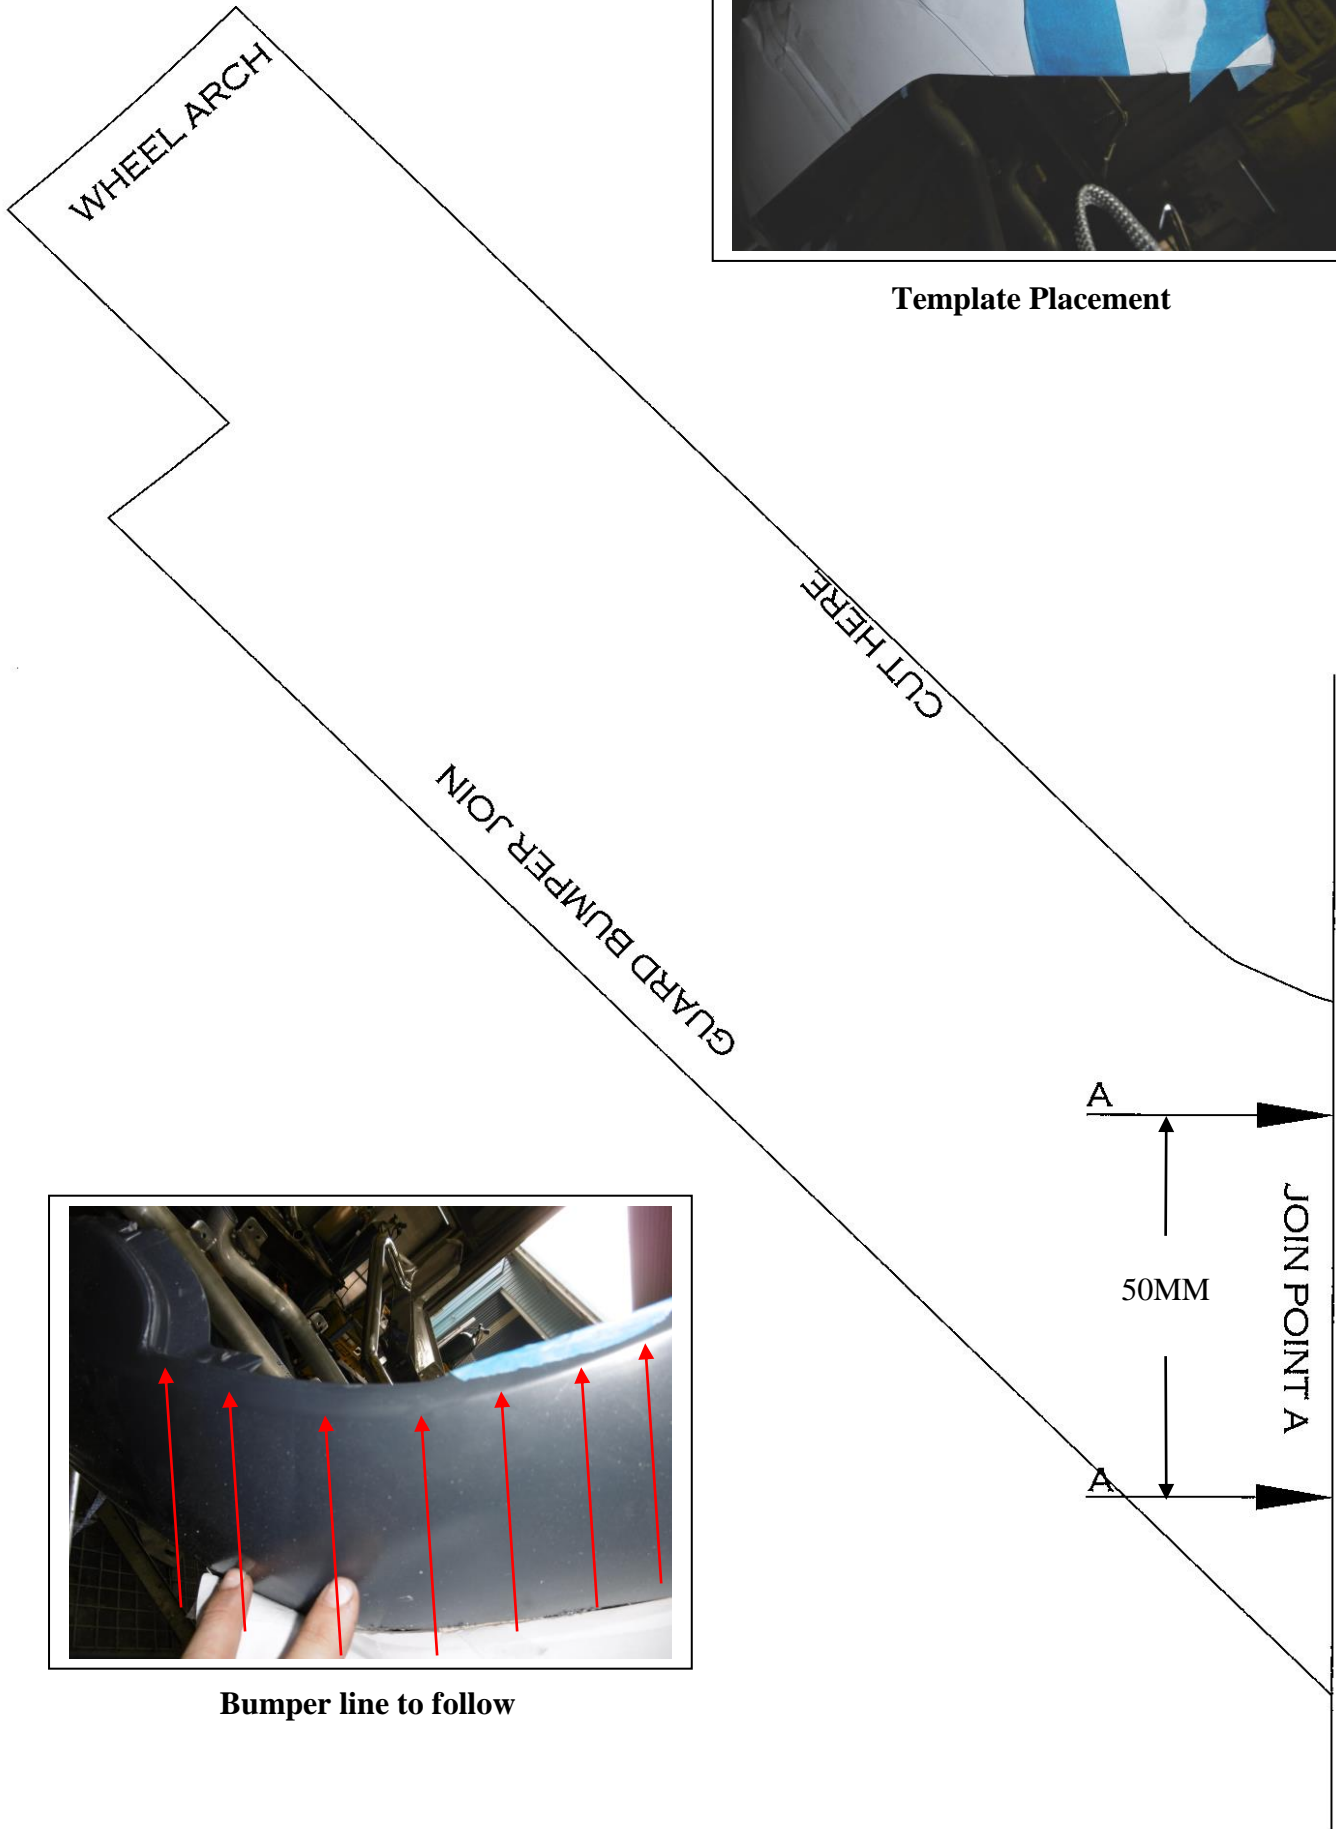 WHEEL ARCH
Template Placement
CUT HERE
GUARD BUMPER JOIN
A
50MM
JOIN POINT A
A
Bumper line to follow